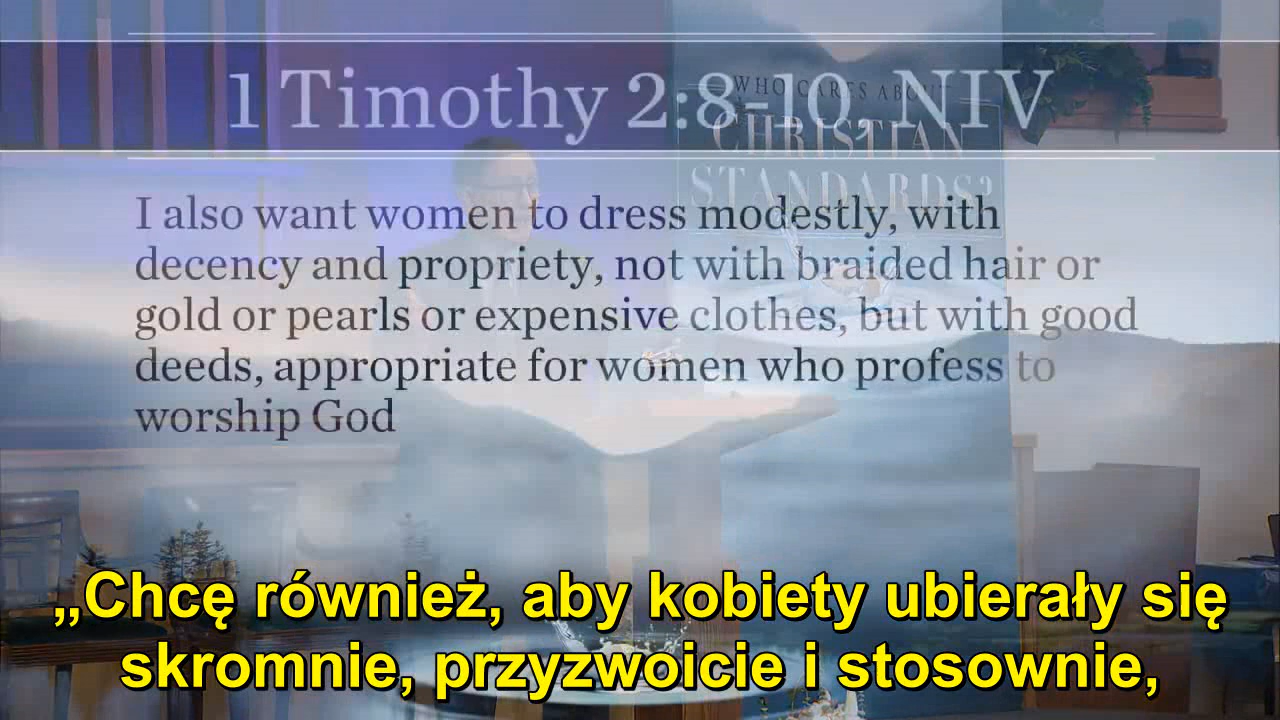 1 Timothy 2:8-10, NIV
WHO CARES ABOUT
CHRISTIAN
STANDARDS?
I also want women to dress modestly, with
decency and propriety, not with braided hair or
gold or pearls or expensive clothes, but with good
deeds, appropriate for women who profess to
worship God
„Chcę również, aby kobiety ubierały się
skromnie, przyzwoicie i stosownie,